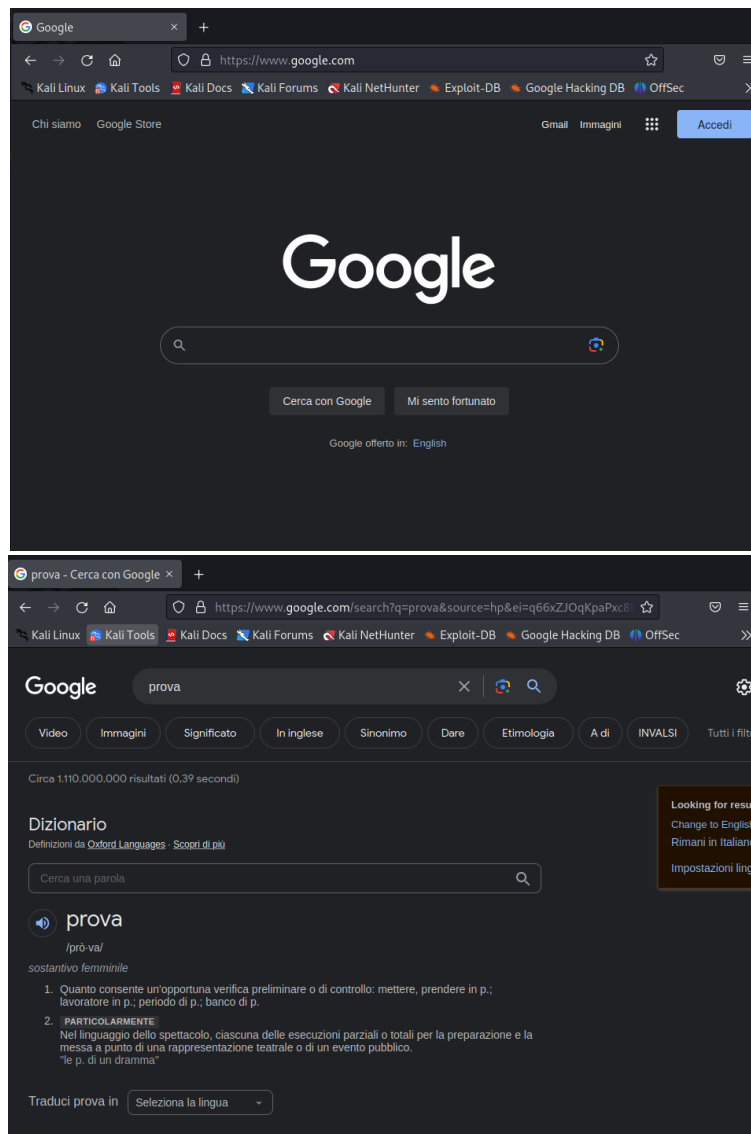 Google × +
https://www.google.com
Kali Linux Kali Tools Kali Docs Kali Forums Kali NetHunter Exploit-DB Google Hacking DB OffSec
Chi siamo Google Store Gmail Immagini Accedi
Google
Cerca con Google Mi sento fortunato
Google offerto in: English
prova - Cerca con Google × +
https://www.google.com/search?q=prova&source=hp&ei=q66xZJOqKpaPxc8
Kali Linux Kali Tools Kali Docs Kali Forums Kali NetHunter Exploit-DB Google Hacking DB OffSec
Google prova
Video Immagini Significato In inglese Sinonimo Dare Etimologia A di INVALSI Tutti i filt
Circa 1.110.000.000 risultati (0,39 secondi)
Looking for resu
Change to English
Rimani in Italiano
Impostazioni ling
Dizionario
Definizioni da Oxford Languages · Scopri di più
Cerca una parola
prova
/prò·va/
sostantivo femminile
1. Quanto consente un'opportuna verifica preliminare o di controllo: mettere, prendere in p.;
lavoratore in p.; periodo di p.; banco di p.
2. PARTICOLARMENTE
Nel linguaggio dello spettacolo, ciascuna delle esecuzioni parziali o totali per la preparazione e la
messa a punto di una rappresentazione teatrale o di un evento pubblico.
"le p. di un dramma"
Traduci prova in Seleziona la lingua